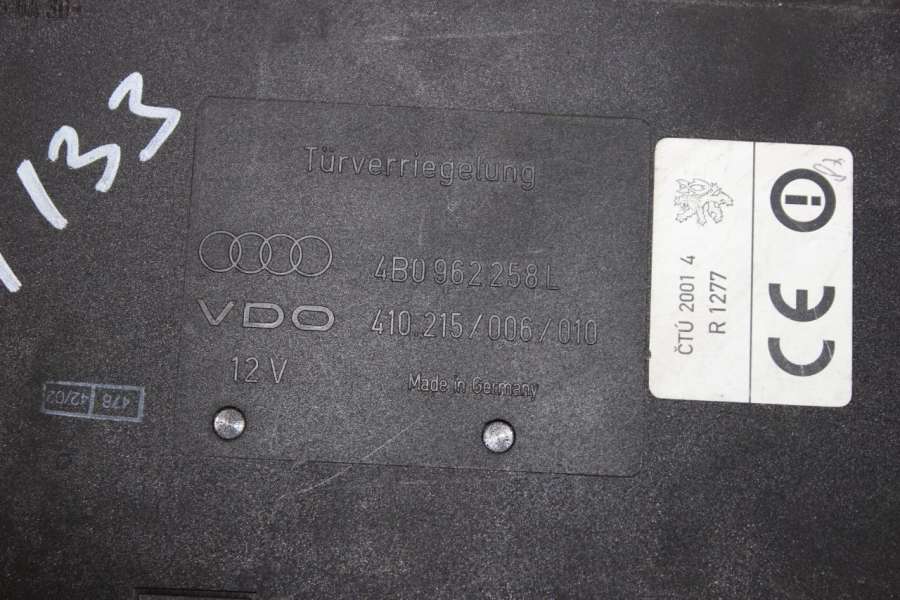 133
Türverriegelung
4B0 962 258 L
VDO
410.215/006/010
12 V
Made in Germany
478
42/02
ČTÚ 2001 4
R 1277
CE